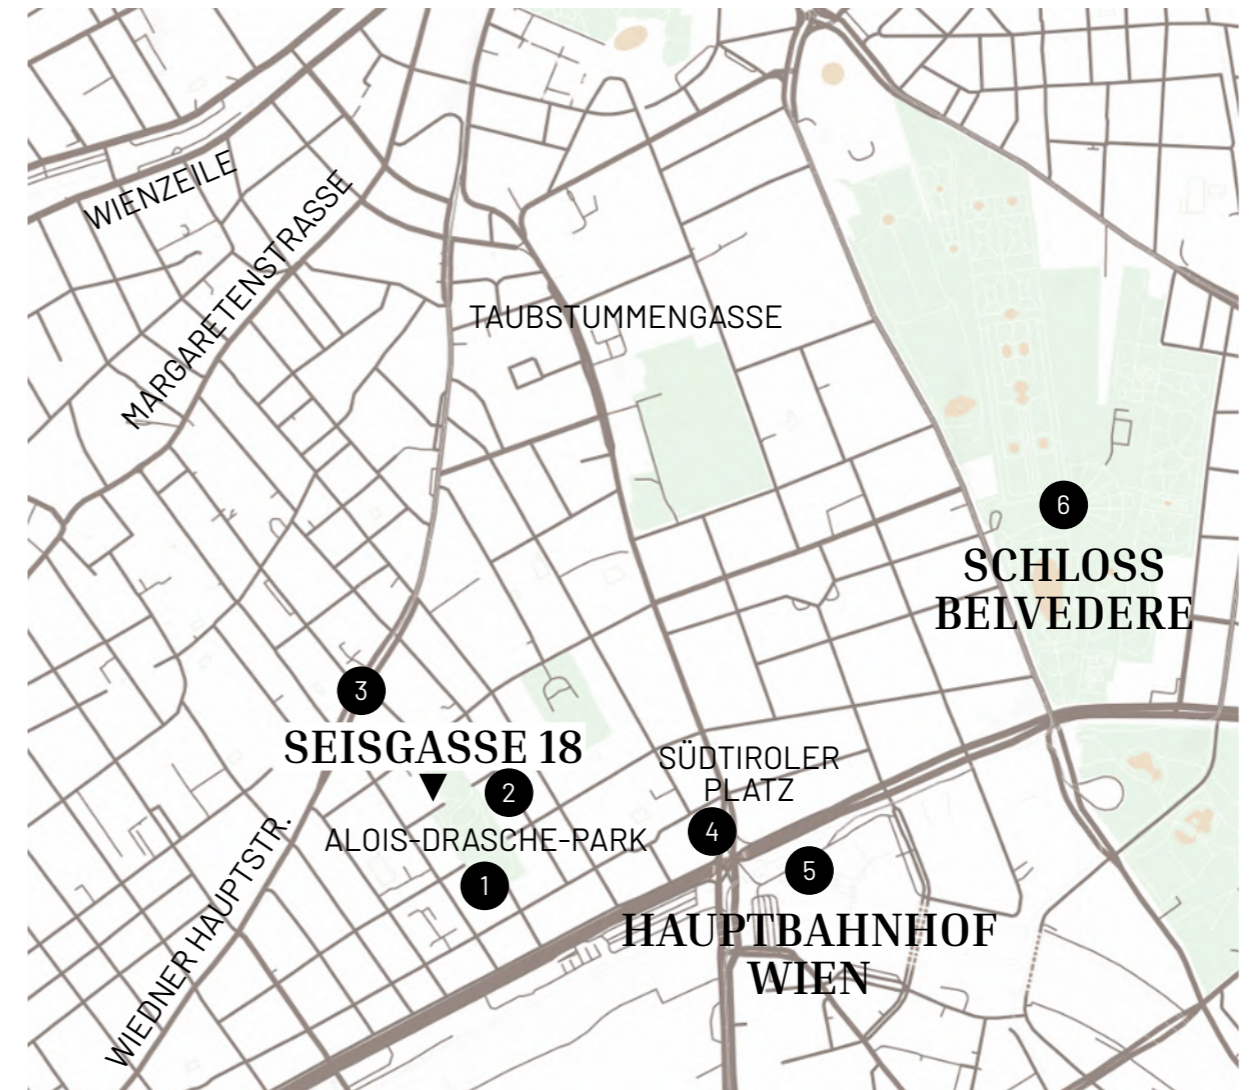 WIENZEILE
MARGARETENSTRASSE
TAUBSTUMMENGASSE
6
SCHLOSS
BELVEDERE
3
SEISGASSE 18
2
SÜDTIROLER
PLATZ
4
ALOIS-DRASCHE-PARK
1
5
WIEDNER HAUPTSTR.
HAUPTBAHNHOF
WIEN